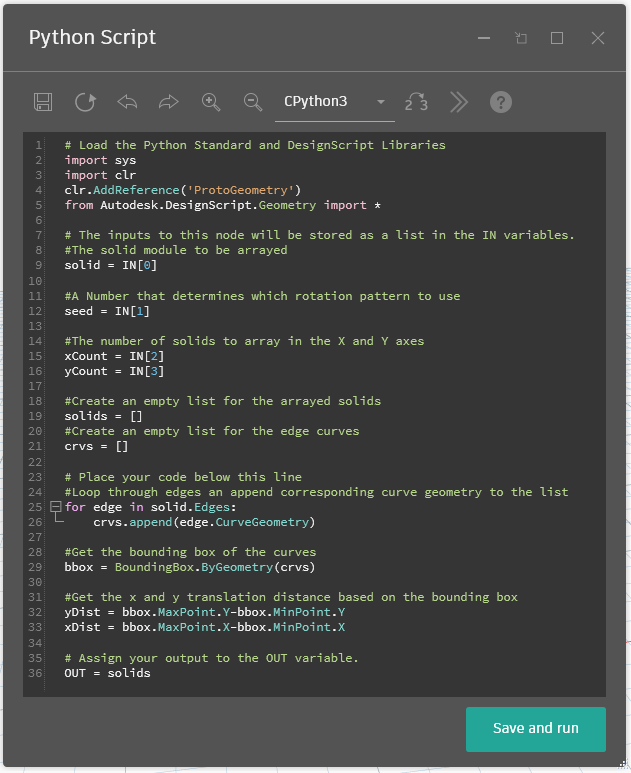 Python Script
CPython3
2 3
?
1 # Load the Python Standard and DesignScript Libraries
2 import sys
3 import clr
4 clr.AddReference('ProtoGeometry')
5 from Autodesk.DesignScript.Geometry import *
6
7 # The inputs to this node will be stored as a list in the IN variables.
8 #The solid module to be arrayed
9 solid = IN[0]
10
11 #A Number that determines which rotation pattern to use
12 seed = IN[1]
13
14 #The number of solids to array in the X and Y axes
15 xCount = IN[2]
16 yCount = IN[3]
17
18 #Create an empty list for the arrayed solids
19 solids = []
20 #Create an empty list for the edge curves
21 crvs = []
22
23 # Place your code below this line
24 #Loop through edges an append corresponding curve geometry to the list
25 for edge in solid.Edges:
26     crvs.append(edge.CurveGeometry)
27
28 #Get the bounding box of the curves
29 bbox = BoundingBox.ByGeometry(crvs)
30
31 #Get the x and y translation distance based on the bounding box
32 yDist = bbox.MaxPoint.Y-bbox.MinPoint.Y
33 xDist = bbox.MaxPoint.X-bbox.MinPoint.X
34
35 # Assign your output to the OUT variable.
36 OUT = solids
Save and run